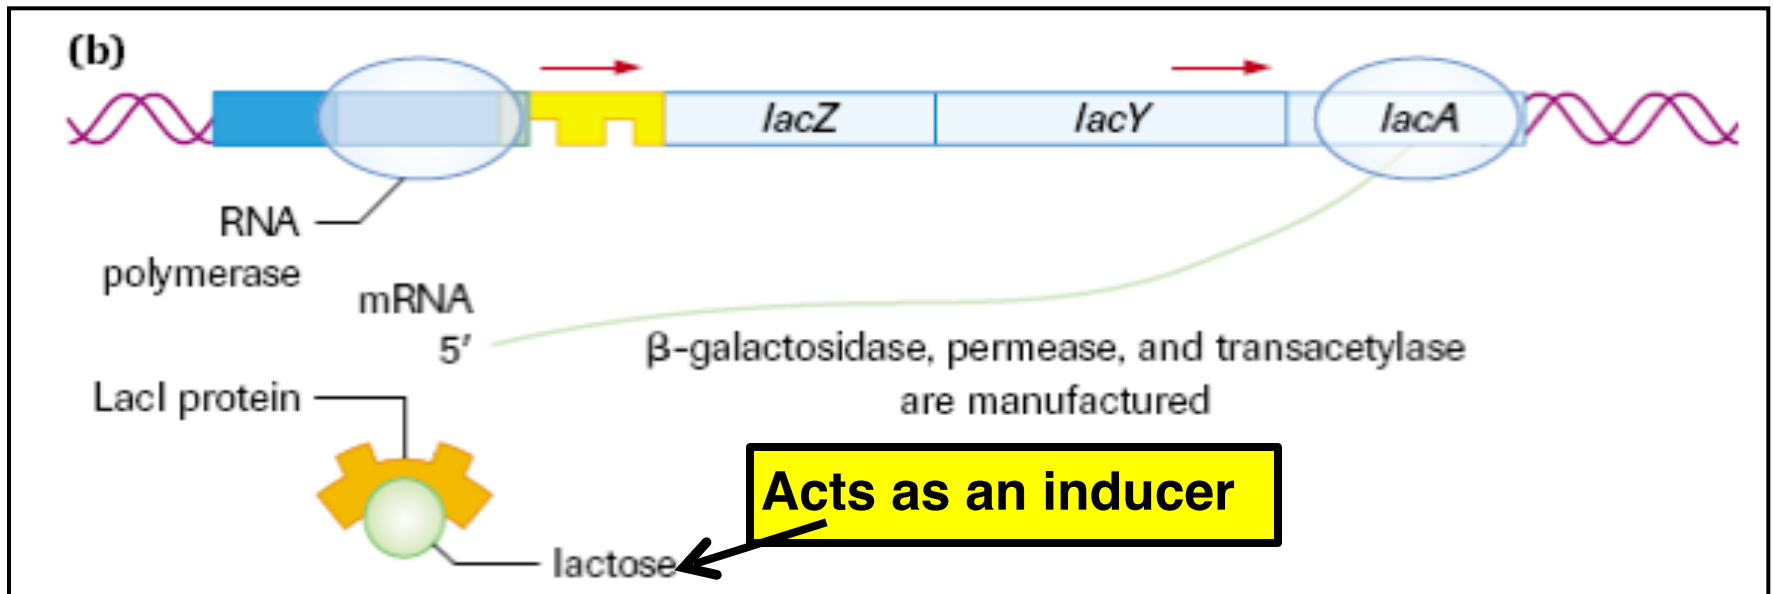 (b)
lacZ
lacY
lacA
RNA
polymerase
mRNA
5′
β-galactosidase, permease, and transacetylase
are manufactured
LacI protein
Acts as an inducer
lactose